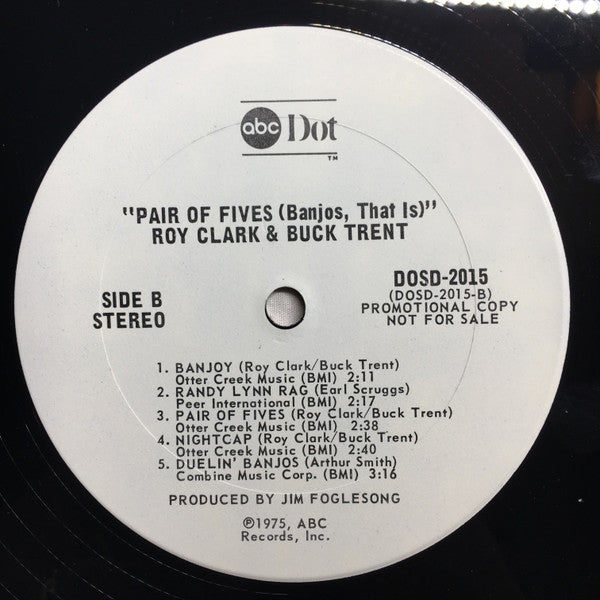 abc Dot
TM
"PAIR OF FIVES (Banjos, That Is)"
ROY CLARK & BUCK TRENT
SIDE B
STEREO
DOSD-2015
(DOSD-2015-B)
PROMOTIONAL COPY
NOT FOR SALE
1. BANJOY (Roy Clark/Buck Trent)
Otter Creek Music (BMI) 2:11
2. RANDY LYNN RAG (Earl Scruggs)
Peer International (BMI) 2:17
3. PAIR OF FIVES (Roy Clark/Buck Trent)
Otter Creek Music (BMI) 2:38
4. NIGHTCAP (Roy Clark/Buck Trent)
Otter Creek Music (BMI) 2:40
5. DUELIN' BANJOS (Arthur Smith)
Combine Music Corp. (BMI) 3:16
PRODUCED BY JIM FOGLESONG
℗1975, ABC
Records, Inc.